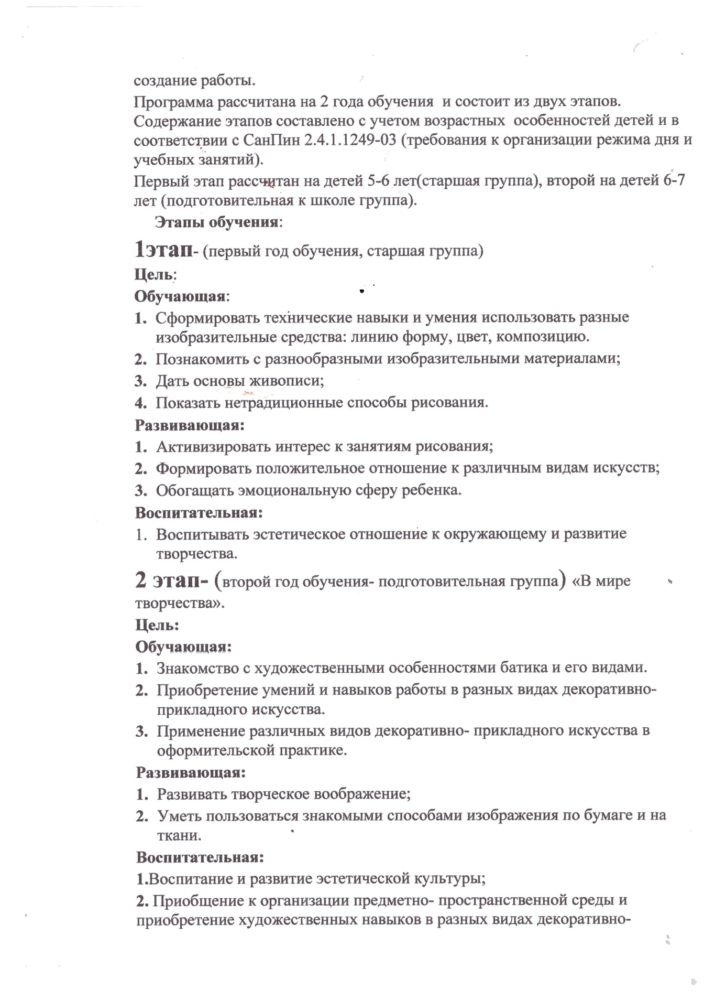 создание работы.
Программа рассчитана на 2 года обучения  и состоит из двух этапов.
Содержание этапов составлено с учетом возрастных  особенностей детей и в
соответствии с СанПин 2.4.1.1249-03 (требования к организации режима дня и
учебных занятий).
Первый этап рассчитан на детей 5-6 лет(старшая группа), второй на детей 6-7
лет (подготовительная к школе группа).
Этапы обучения:
1этап- (первый год обучения, старшая группа)
Цель:
Обучающая:
1. Сформировать технические навыки и умения использовать разные
изобразительные средства: линию форму, цвет, композицию.
2. Познакомить с разнообразными изобразительными материалами;
3. Дать основы живописи;
4. Показать нетрадиционные способы рисования.
Развивающая:
1. Активизировать интерес к занятиям рисования;
2. Формировать положительное отношение к различным видам искусств;
3. Обогащать эмоциональную сферу ребенка.
Воспитательная:
1. Воспитывать эстетическое отношение к окружающему и развитие
творчества.
2 этап- (второй год обучения- подготовительная группа) «В мире
творчества».
Цель:
Обучающая:
1. Знакомство с художественными особенностями батика и его видами.
2. Приобретение умений и навыков работы в разных видах декоративно-
прикладного искусства.
3. Применение различных видов декоративно- прикладного искусства в
оформительской практике.
Развивающая:
1. Развивать творческое воображение;
2. Уметь пользоваться знакомыми способами изображения по бумаге и на
ткани.
Воспитательная:
1.Воспитание и развитие эстетической культуры;
2. Приобщение к организации предметно- пространственной среды и
приобретение художественных навыков в разных видах декоративно-